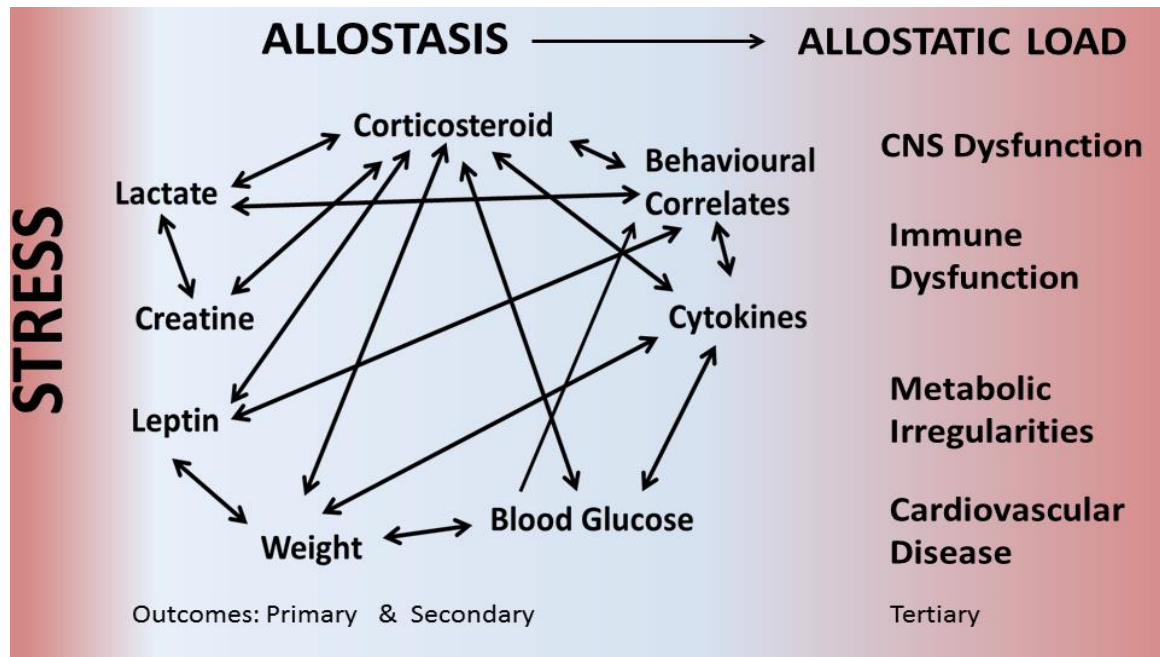 ALLOSTASIS
ALLOSTATIC LOAD
STRESS
Corticosteroid
Behavioural
Correlates
Lactate
Creatine
Cytokines
Leptin
Weight
Blood Glucose
CNS Dysfunction
Immune
Dysfunction
Metabolic
Irregularities
Cardiovascular
Disease
Outcomes: Primary & Secondary
Tertiary